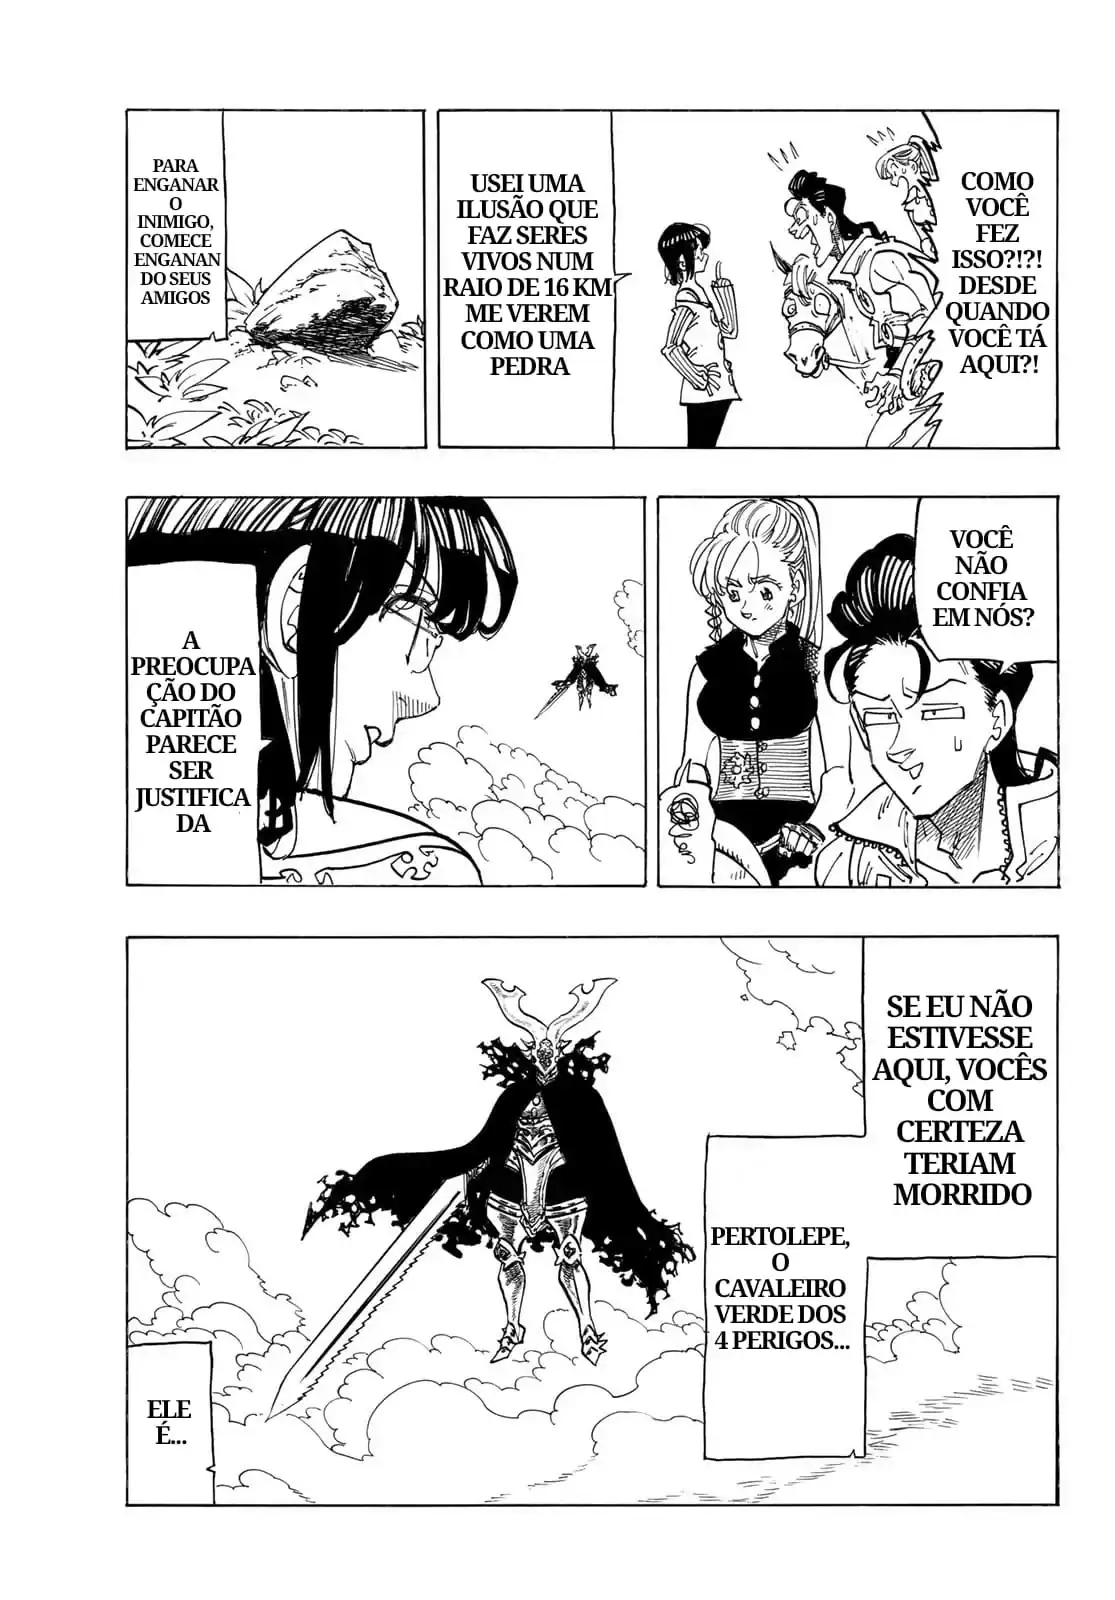 COMO
VOCÊ
FEZ
ISSO?!?!
DESDE
QUANDO
VOCÊ TÁ
AQUI?!
USEI UMA
ILUSÃO QUE
FAZ SERES
VIVOS NUM
RAIO DE 16 KM
ME VEREM
COMO UMA
PEDRA
PARA
ENGANAR
O
INIMIGO,
COMECE
ENGANAN
DO SEUS
AMIGOS
VOCÊ
NÃO
CONFIA
EM NÓS?
A
PREOCUPA
ÇÃO DO
CAPITÃO
PARECE
SER
JUSTIFICA
DA
SE EU NÃO
ESTIVESSE
AQUI, VOCÊS
COM
CERTEZA
TERIAM
MORRIDO
PERTOLEPE,
O
CAVALEIRO
VERDE DOS
4 PERIGOS...
ELE
É...